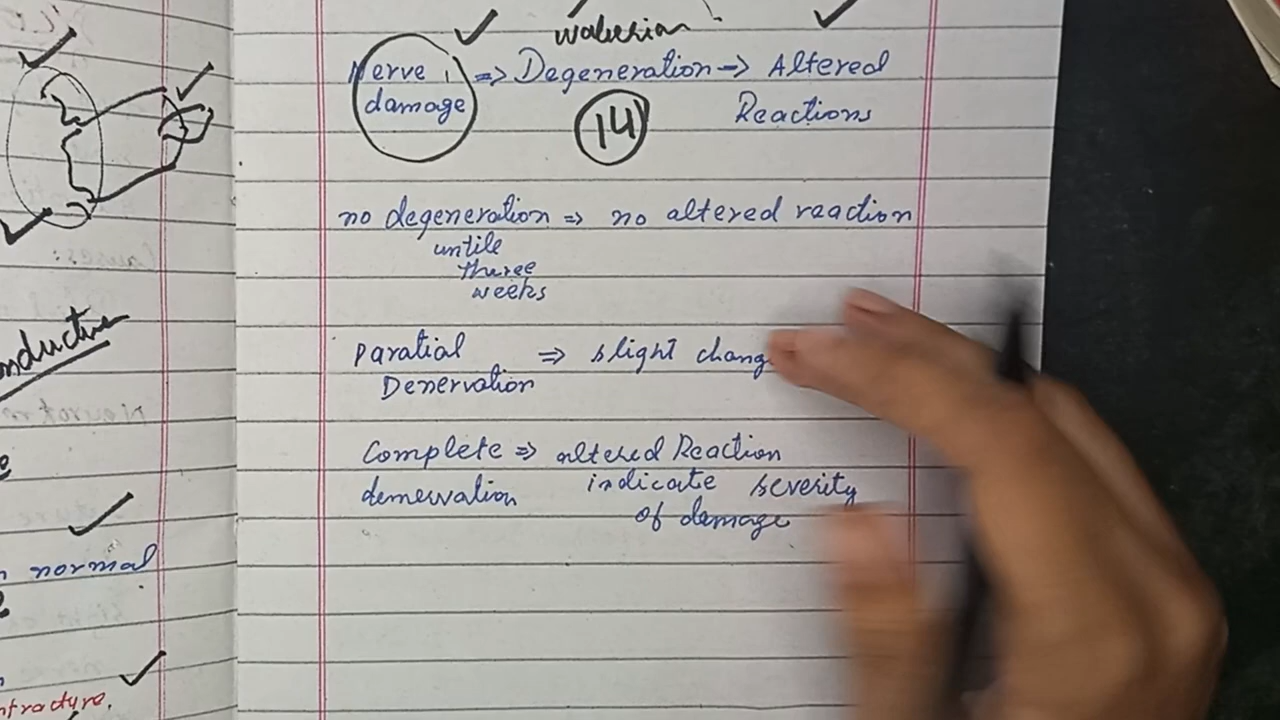 walerian
Nerve => Degeneration -> Altered
damage 14 Reactions
no degeneration => no altered reaction
untile
three
weeks
onductive
Paratial => slight chang
Denervation
Complete => altered Reaction
denervation indicate severity
of damage
normal